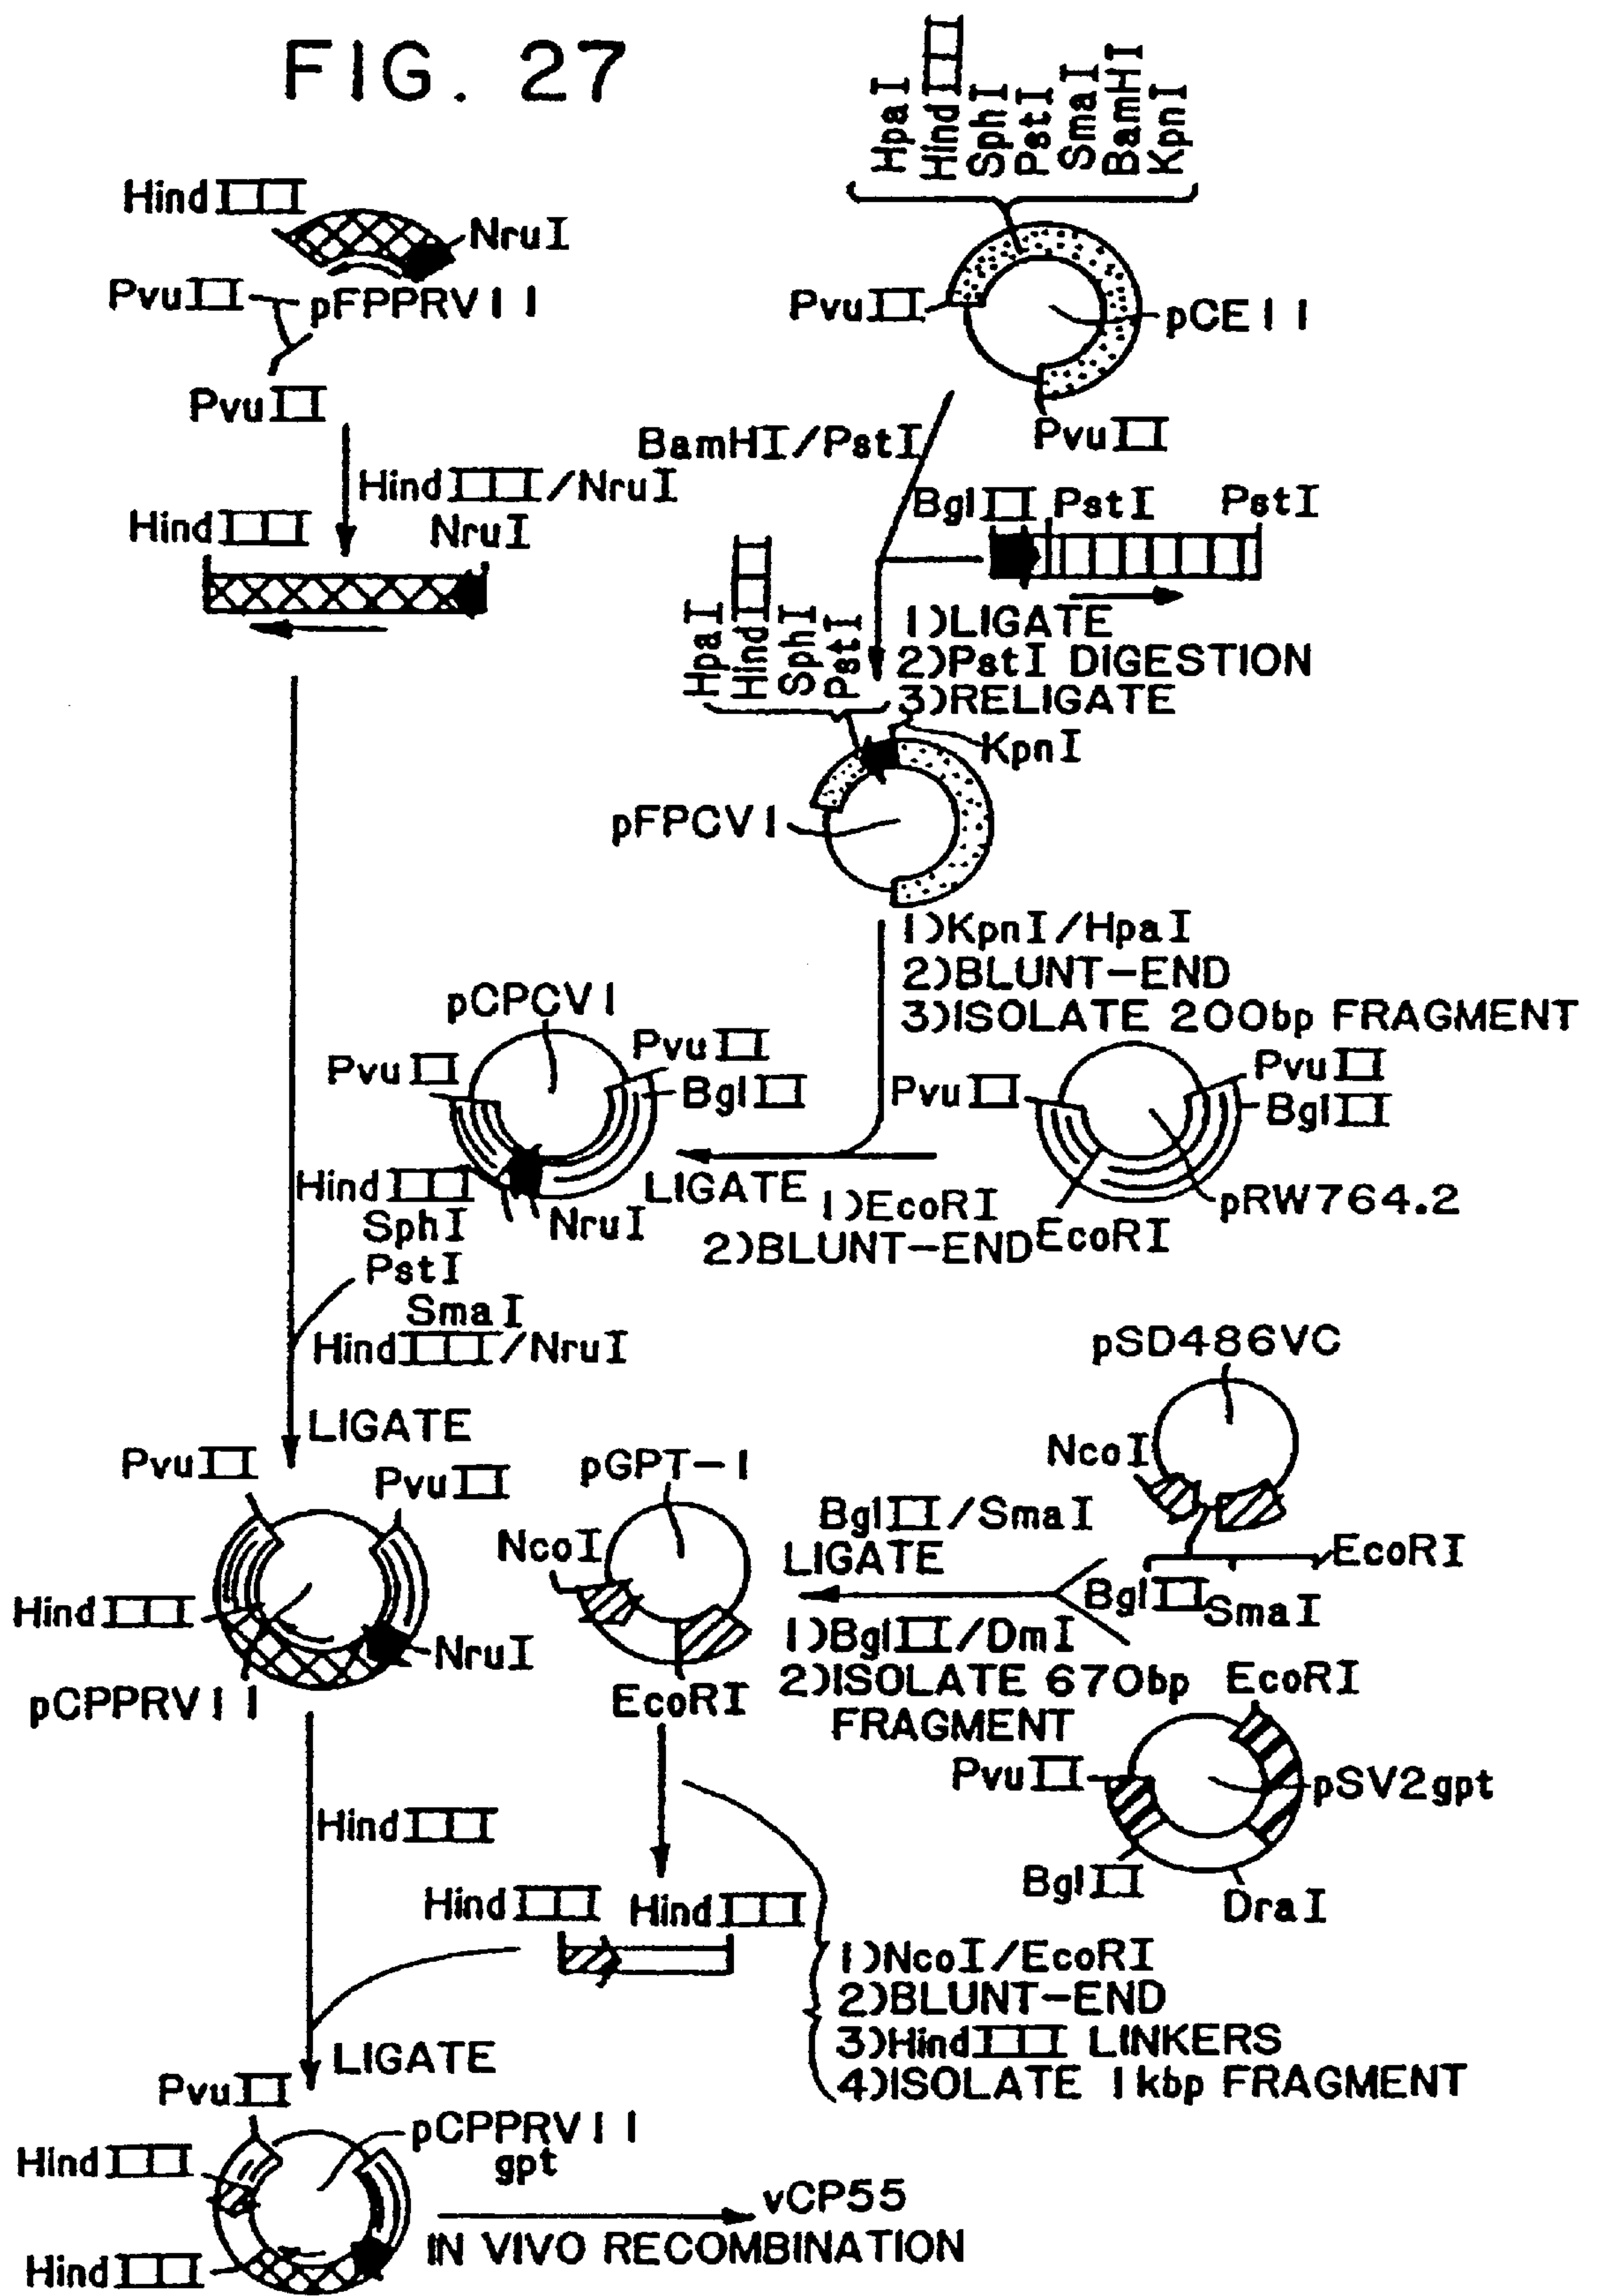 FIG. 27
HpaI
HindIII
SphI
PstI
SmaI
BamHI
KpnI
HindIII
NruI
PvuII
pFPPRV11
PvuII
PvuII
pCE11
PvuII
BamHI/PstI
HindIII/NruI
HindIII
NruI
BglII PstI PstI
HpaI
HindIII
SphI
PstI
1)LIGATE
2)PstI DIGESTION
3)RELIGATE
KpnI
pFPCV1
1)KpnI/HpaI
2)BLUNT-END
3)ISOLATE 200bp FRAGMENT
pCPCV1
PvuII
PvuII
BglII
HindIII
SphI
NruI
PstI
SmaI
PvuII
PvuII
BglII
pRW764.2
EcoRI
LIGATE
1)EcoRI
2)BLUNT-END
HindIII/NruI
LIGATE
PvuII
PvuII
HindIII
NruI
pCPPRV11
pGPT-1
NcoI
EcoRI
pSD486VC
NcoI
EcoRI
BglII
SmaI
BglII/SmaI
LIGATE
1)BglII/DmI
2)ISOLATE 670bp
FRAGMENT
EcoRI
PvuII
pSV2gpt
BglII
DraI
HindIII
HindIII
HindIII
1)NcoI/EcoRI
2)BLUNT-END
3)HindIII LINKERS
4)ISOLATE 1kbp FRAGMENT
LIGATE
PvuII
HindIII
pCPPRV11
gpt
HindIII
vCP55
IN VIVO RECOMBINATION